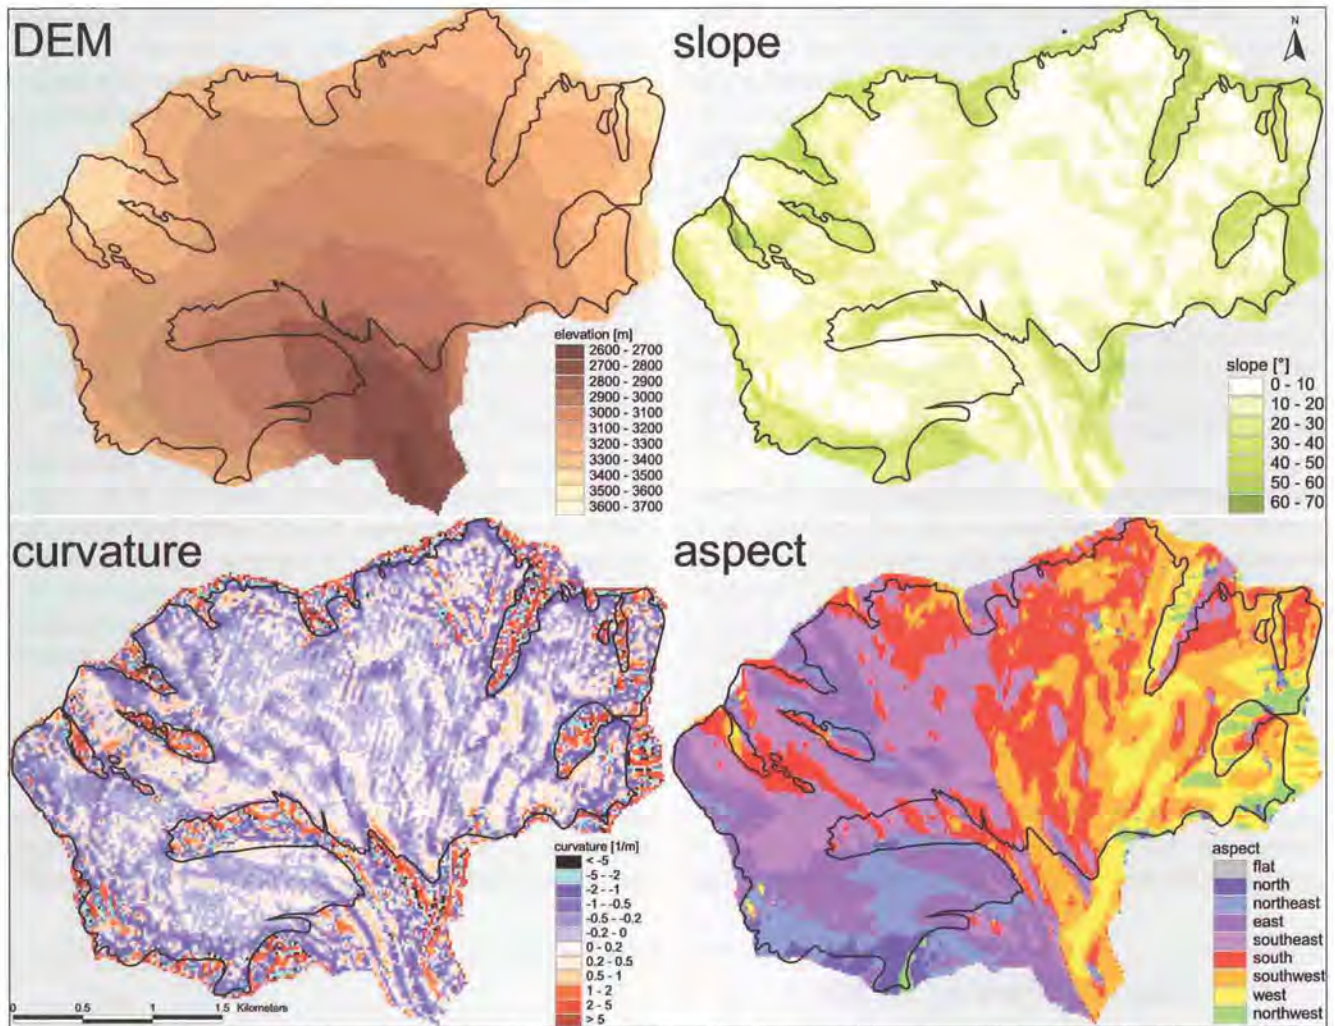 DEM
slope
N
elevation [m]
2600 - 2700
2700 - 2800
2800 - 2900
2900 - 3000
3000 - 3100
3100 - 3200
3200 - 3300
3300 - 3400
3400 - 3500
3500 - 3600
3600 - 3700
slope [°]
0 - 10
10 - 20
20 - 30
30 - 40
40 - 50
50 - 60
60 - 70
curvature
aspect
curvature [1/m]
< -5
-5 - -2
-2 - -1
-1 - -0.5
-0.5 - -0.2
-0.2 - 0
0 - 0.2
0.2 - 0.5
0.5 - 1
1 - 2
2 - 5
> 5
0 0.5 1 1.5 Kilometers
aspect
flat
north
northeast
east
southeast
south
southwest
west
northwest